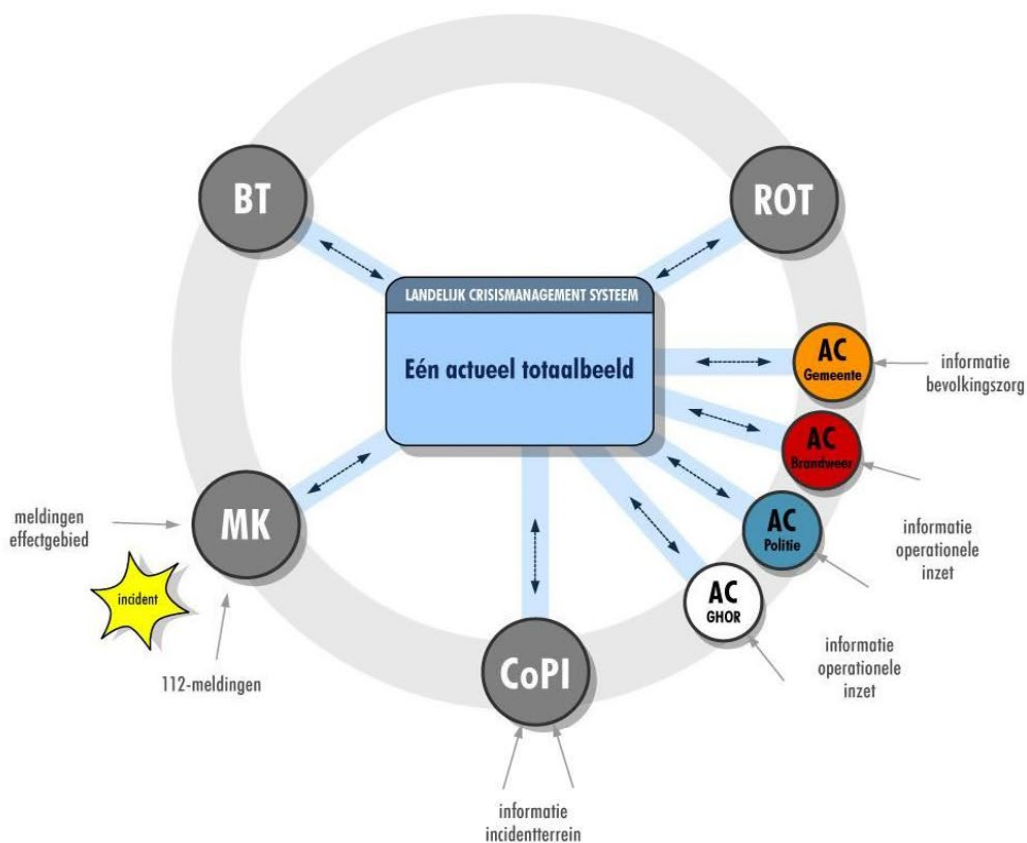 BT
ROT
LANDELIJK CRISISMANAGEMENT SYSTEEM
Eén actueel totaalbeeld
AC
Gemeente
informatie
bevolkingszorg
AC
Brandweer
informatie
operationele
inzet
AC
Politie
informatie
operationele
inzet
AC
GHOR
MK
meldingen
effectgebied
incident
112-meldingen
CoPI
informatie
incidentterrein